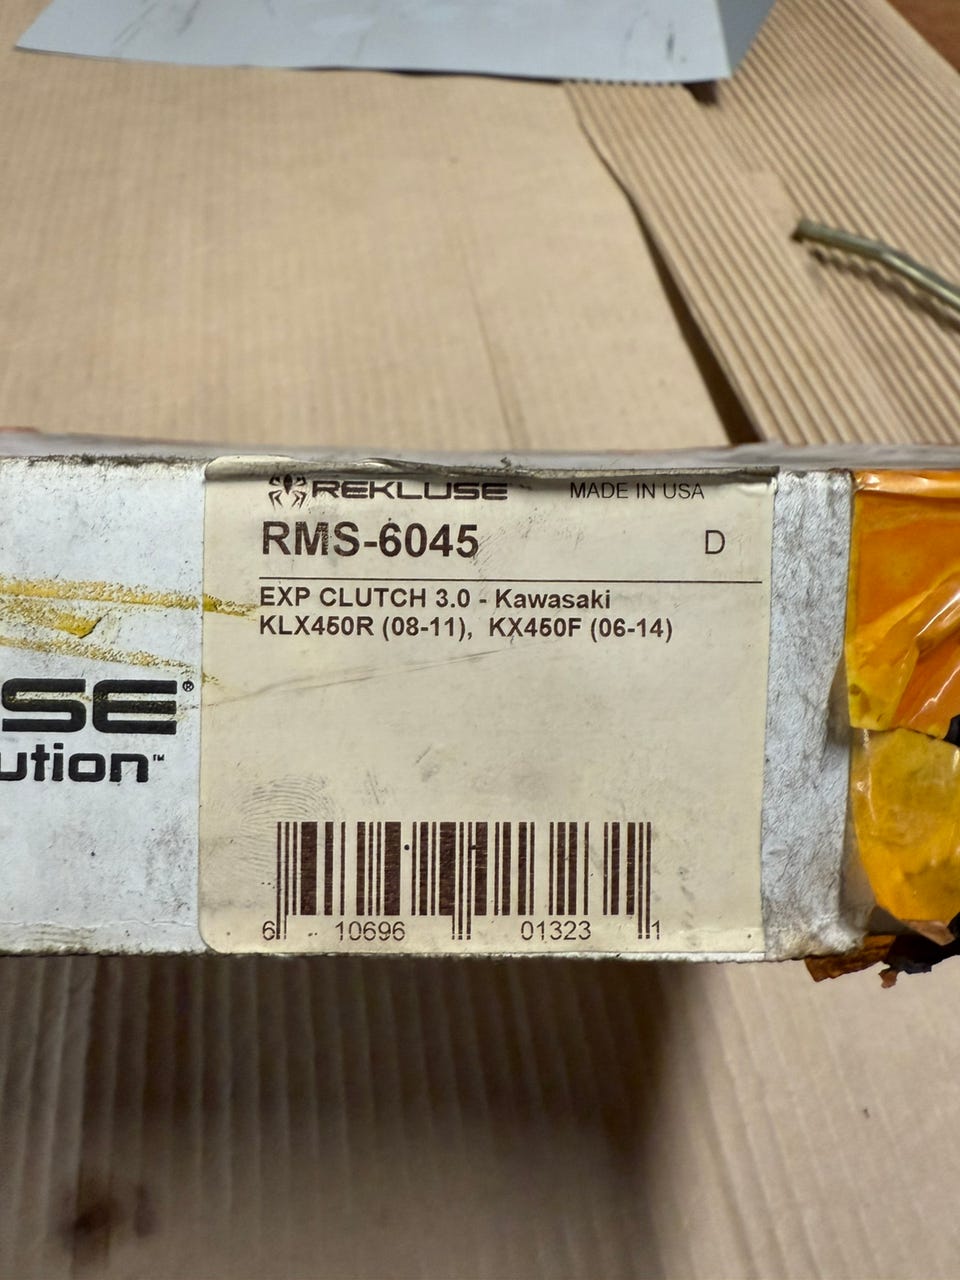 REKLUSE MADE IN USA
RMS-6045 D
EXP CLUTCH 3.0 - Kawasaki
KLX450R (08-11), KX450F (06-14)
SE®
ution™
6 10696 01323 1